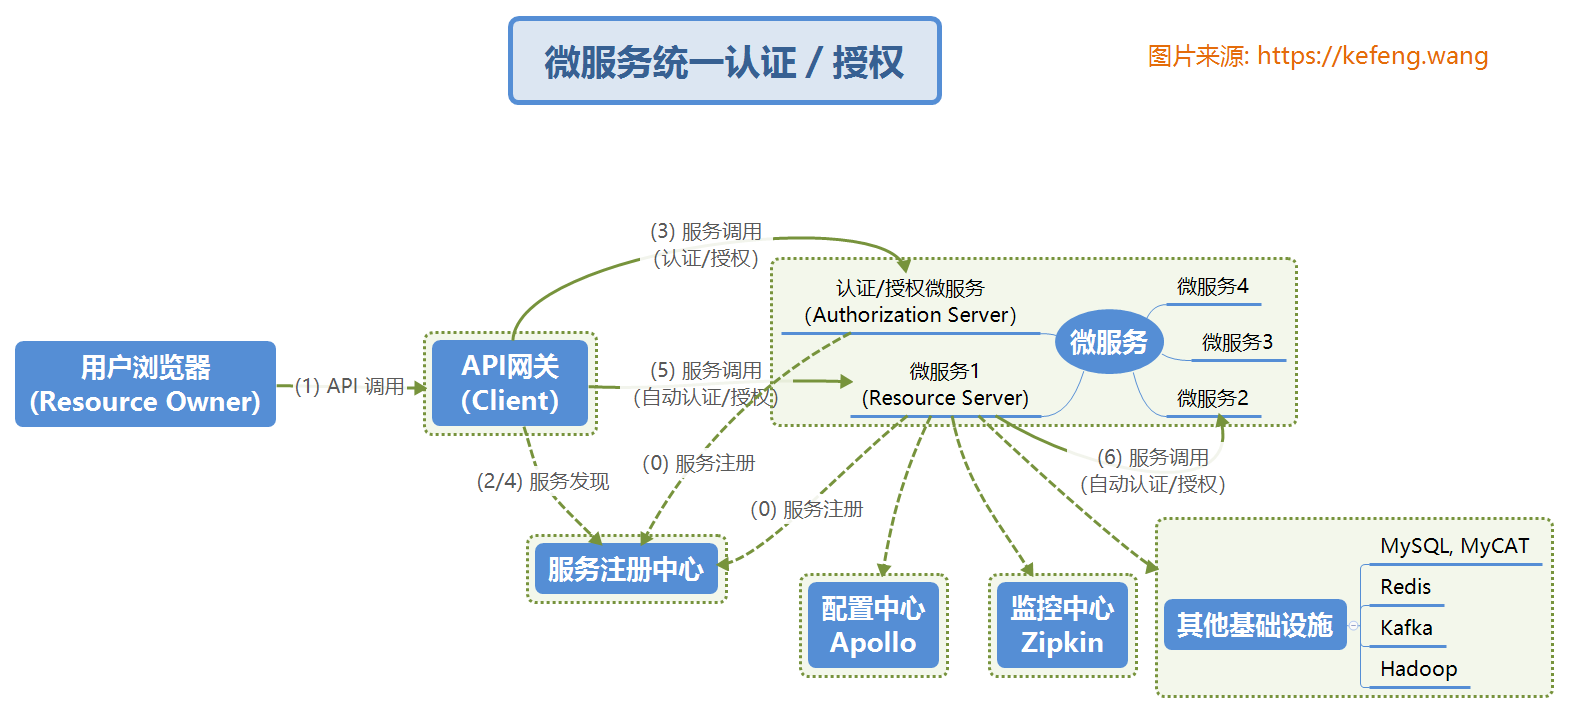 微服务统一认证 / 授权
图片来源: https://kefeng.wang
(3) 服务调用
(认证/授权)
认证/授权微服务
(Authorization Server)
微服务4
微服务
微服务3
用户浏览器
(Resource Owner)
(1) API 调用
API网关
(Client)
(5) 服务调用
(自动认证/授权)
微服务1
(Resource Server)
微服务2
(2/4) 服务发现
(0) 服务注册
(0) 服务注册
(6) 服务调用
(自动认证/授权)
服务注册中心
配置中心
Apollo
监控中心
Zipkin
其他基础设施
MySQL, MyCAT
Redis
Kafka
Hadoop